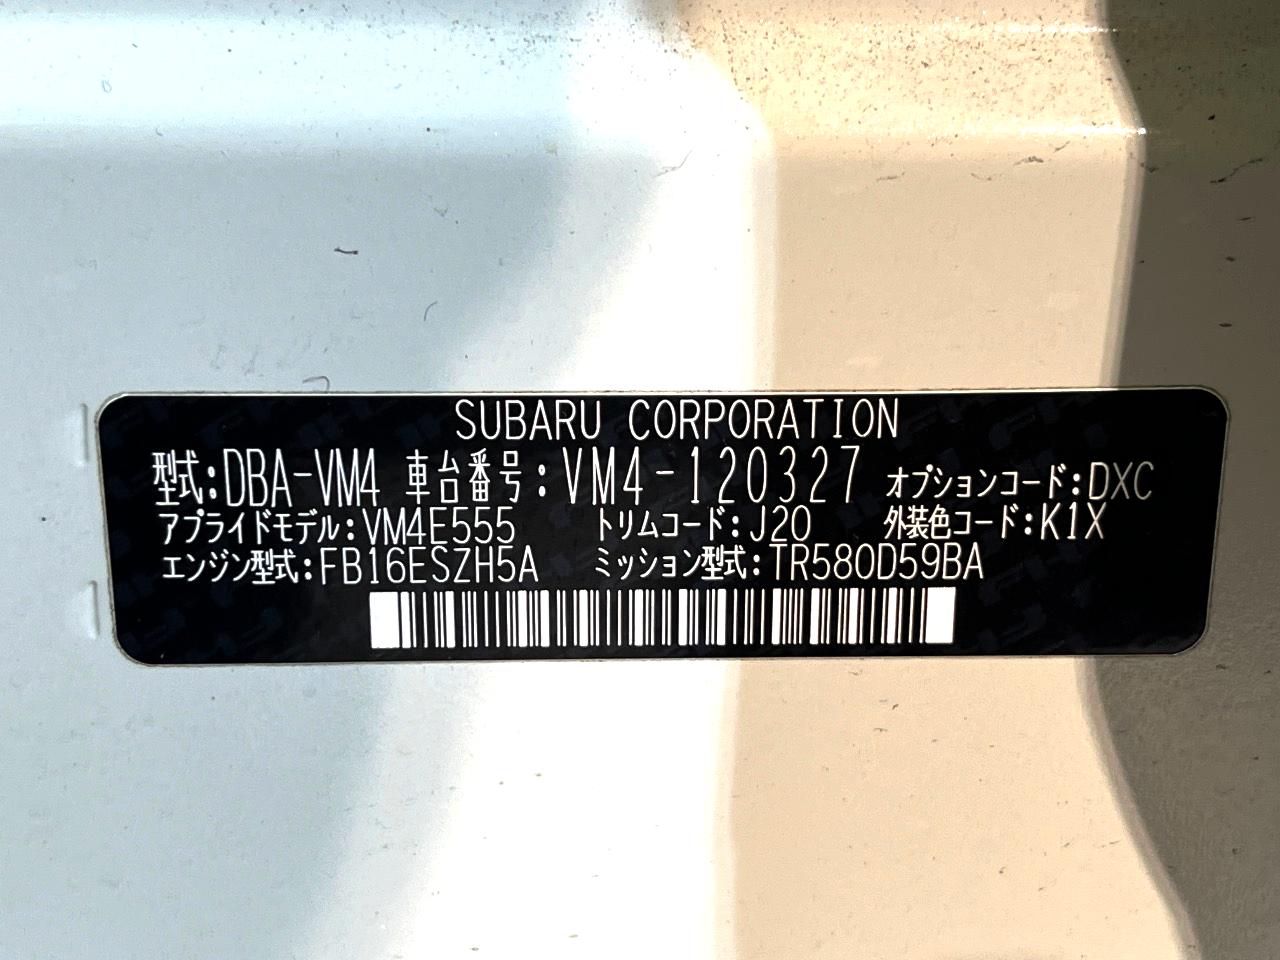 SUBARU CORPORATION
型式:DBA-VM4 車台番号:VM4-120327 オプションコード:DXC
アプライドモデル:VM4E555 トリムコード:J20 外装色コード:K1X
エンジン型式:FB16ESZH5A ミッション型式:TR580D59BA